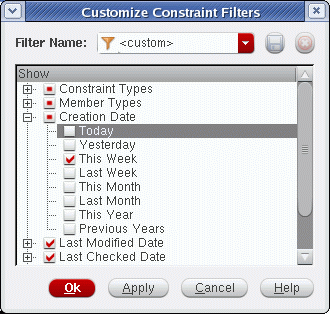 Customize Constraint Filters
Filter Name: <custom>
Show
Constraint Types
Member Types
Creation Date
Today
Yesterday
This Week
Last Week
This Month
Last Month
This Year
Previous Years
Last Modified Date
Last Checked Date
Ok Apply Cancel Help